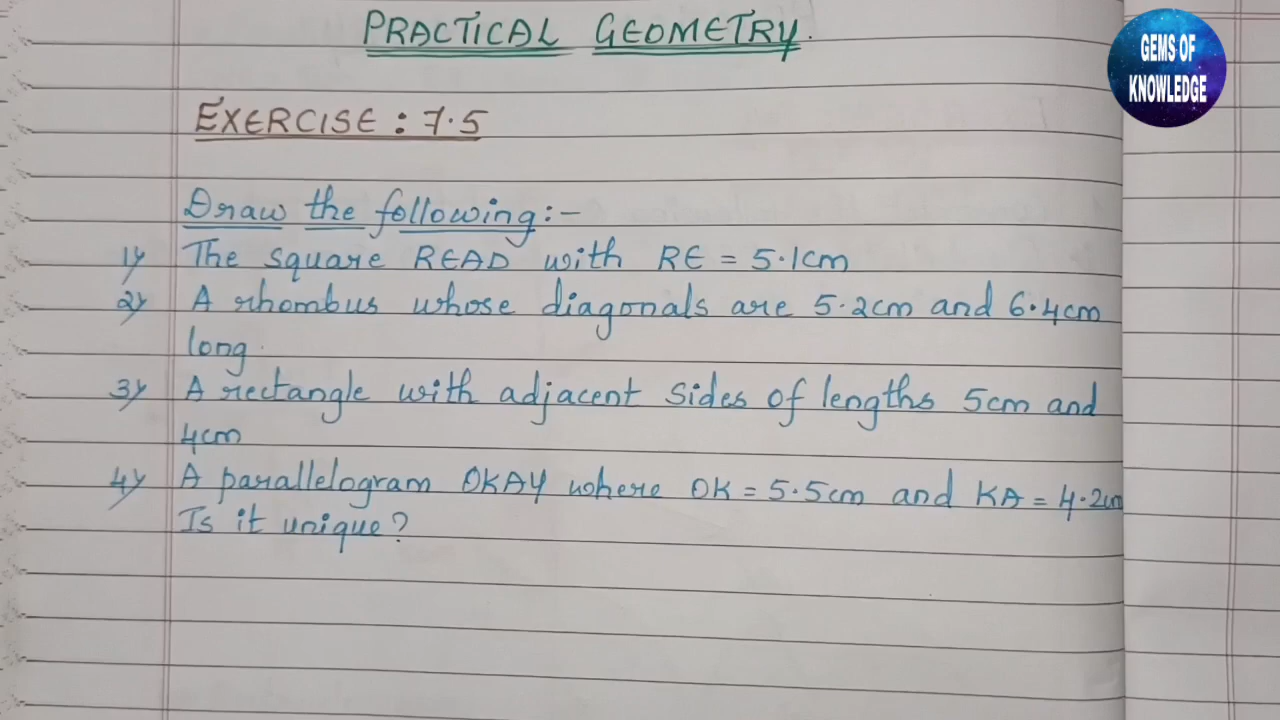 PRACTICAL GEOMETRY.
GEMS OF
KNOWLEDGE
EXERCISE : 7.5
Draw the following:-
1) The square READ with RE = 5.1cm
2) A rhombus whose diagonals are 5.2cm and 6.4cm
long.
3) A rectangle with adjacent sides of lengths 5cm and
4cm
4) A parallelogram OKAY where OK = 5.5cm and KA = 4.2cm
Is it unique?